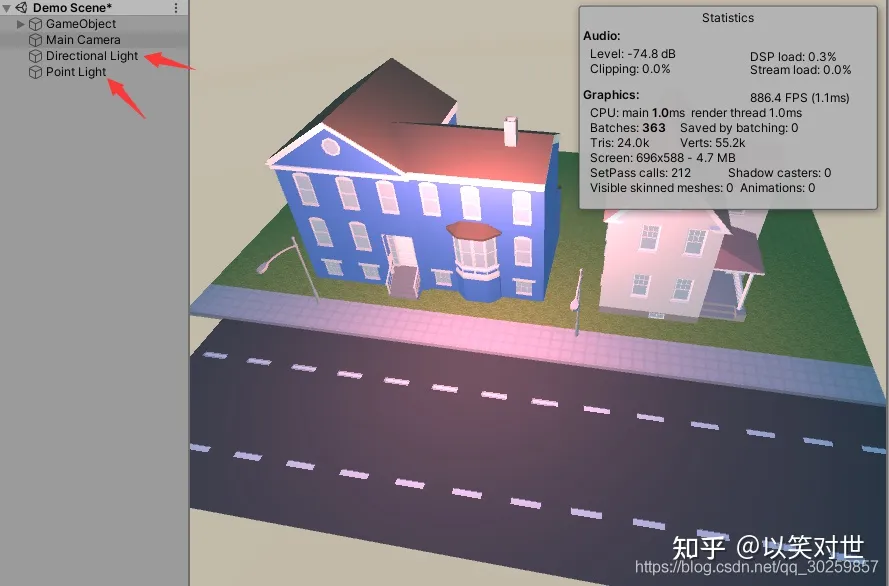 Demo Scene*
GameObject
Main Camera
Directional Light
Point Light
Statistics
Audio:
Level: -74.8 dB DSP load: 0.3%
Clipping: 0.0% Stream load: 0.0%
Graphics: 886.4 FPS (1.1ms)
CPU: main 1.0ms render thread 1.0ms
Batches: 363 Saved by batching: 0
Tris: 24.0k Verts: 55.2k
Screen: 696x588 - 4.7 MB
SetPass calls: 212 Shadow casters: 0
Visible skinned meshes: 0 Animations: 0
知乎 @以笑对世
https://blog.csdn.net/qq_30259857